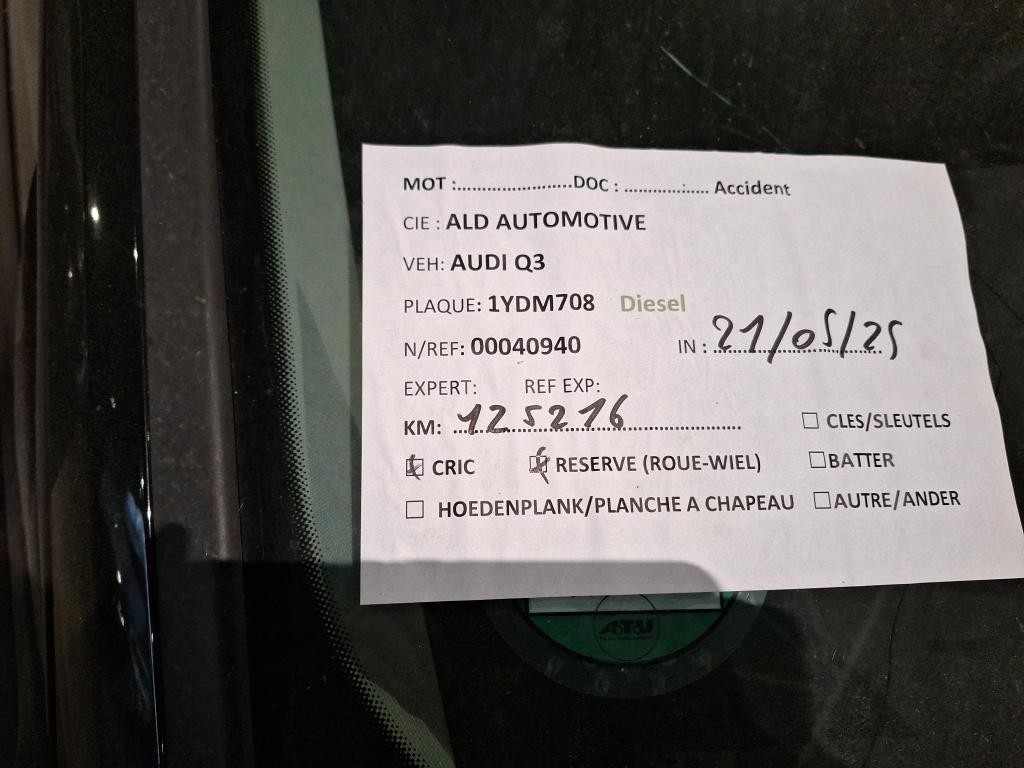 MOT :........................DOC : .................. Accident
CIE : ALD AUTOMOTIVE
VEH: AUDI Q3
PLAQUE: 1YDM708 Diesel
N/REF: 00040940 IN : 21/05/25
EXPERT: REF EXP:
KM: 125216
☐ CLES/SLEUTELS
☒ CRIC ☒ RESERVE (ROUE-WIEL) ☐BATTER
☐ HOEDENPLANK/PLANCHE A CHAPEAU ☐AUTRE/ANDER
ATU